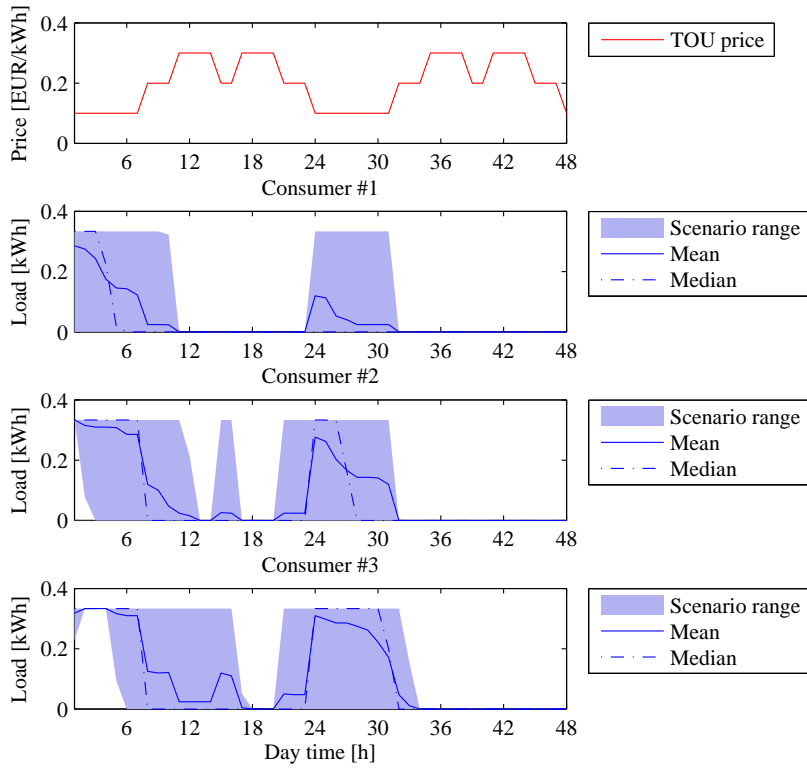 0.4
0.2
0
Price [EUR/kWh]
6 12 18 24 30 36 42 48
TOU price
Consumer #1
0.4
0.2
0
Load [kWh]
6 12 18 24 30 36 42 48
Scenario range
Mean
Median
Consumer #2
0.4
0.2
0
Load [kWh]
6 12 18 24 30 36 42 48
Scenario range
Mean
Median
Consumer #3
0.4
0.2
0
Load [kWh]
6 12 18 24 30 36 42 48
Day time [h]
Scenario range
Mean
Median